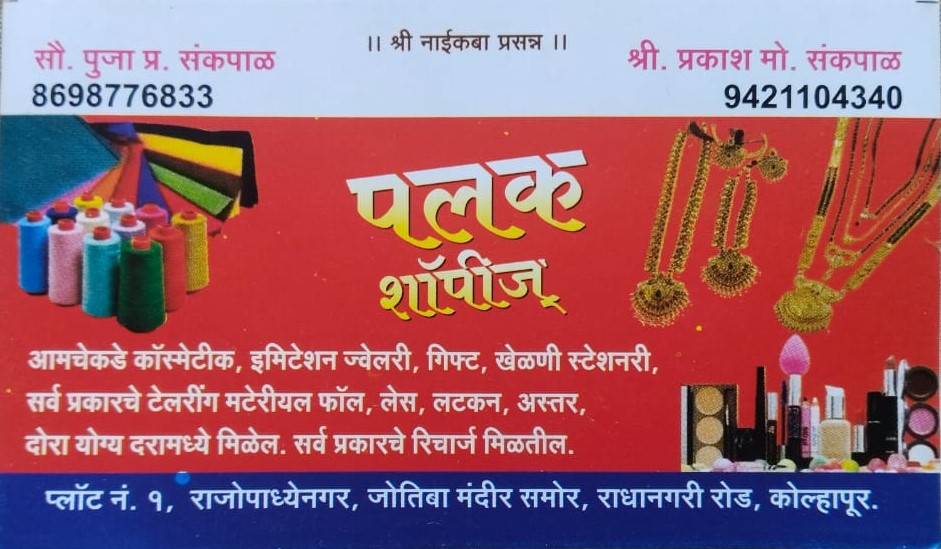 ।। श्री नाईकबा प्रसन्न ।।
सौ. पुजा प्र. संकपाळ
8698776833
श्री. प्रकाश मो. संकपाळ
9421104340
पलक
शॉपीज्
आमचेकडे कॉस्मेटीक, इमिटेशन ज्वेलरी, गिफ्ट, खेळणी स्टेशनरी,
सर्व प्रकारचे टेलरींग मटेरीयल फॉल, लेस, लटकन, अस्तर,
दोरा योग्य दरामध्ये मिळेल. सर्व प्रकारचे रिचार्ज मिळतील.
प्लॉट नं. १, राजोपाध्येनगर, जोतिबा मंदीर समोर, राधानगरी रोड, कोल्हापूर.